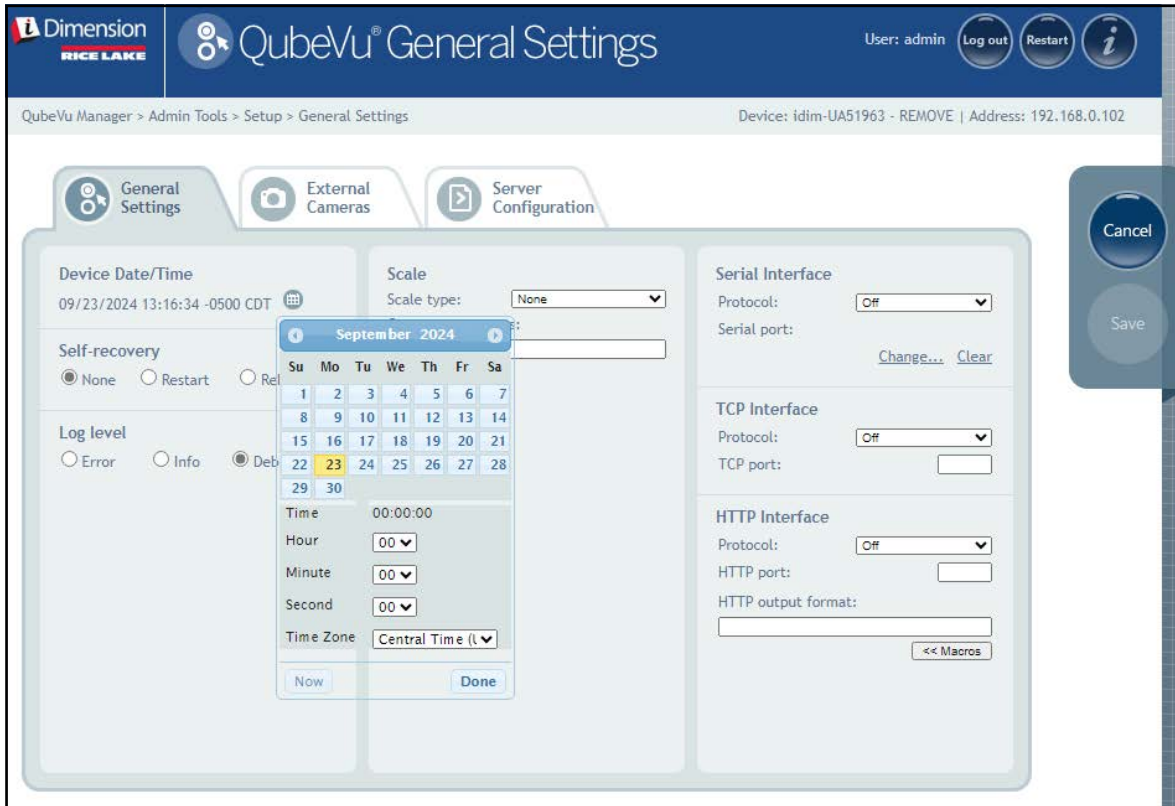 iDimension
RICE LAKE
QubeVu® General Settings
User: admin
Log out
Restart
i
QubeVu Manager > Admin Tools > Setup > General Settings
Device: idim-UA51963 - REMOVE | Address: 192.168.0.102
General
Settings
External
Cameras
Server
Configuration
Cancel
Save
Device Date/Time
09/23/2024 13:16:34 -0500 CDT
Self-recovery
None Restart Re
Log level
Error Info Deb
September 2024
Su Mo Tu We Th Fr Sa
1 2 3 4 5 6 7
8 9 10 11 12 13 14
15 16 17 18 19 20 21
22 23 24 25 26 27 28
29 30
Time 00:00:00
Hour 00
Minute 00
Second 00
Time Zone Central Time (U
Now Done
Scale
Scale type: None
Serial Interface
Protocol: Off
Serial port:
Change... Clear
TCP Interface
Protocol: Off
TCP port:
HTTP Interface
Protocol: Off
HTTP port:
HTTP output format:
<< Macros